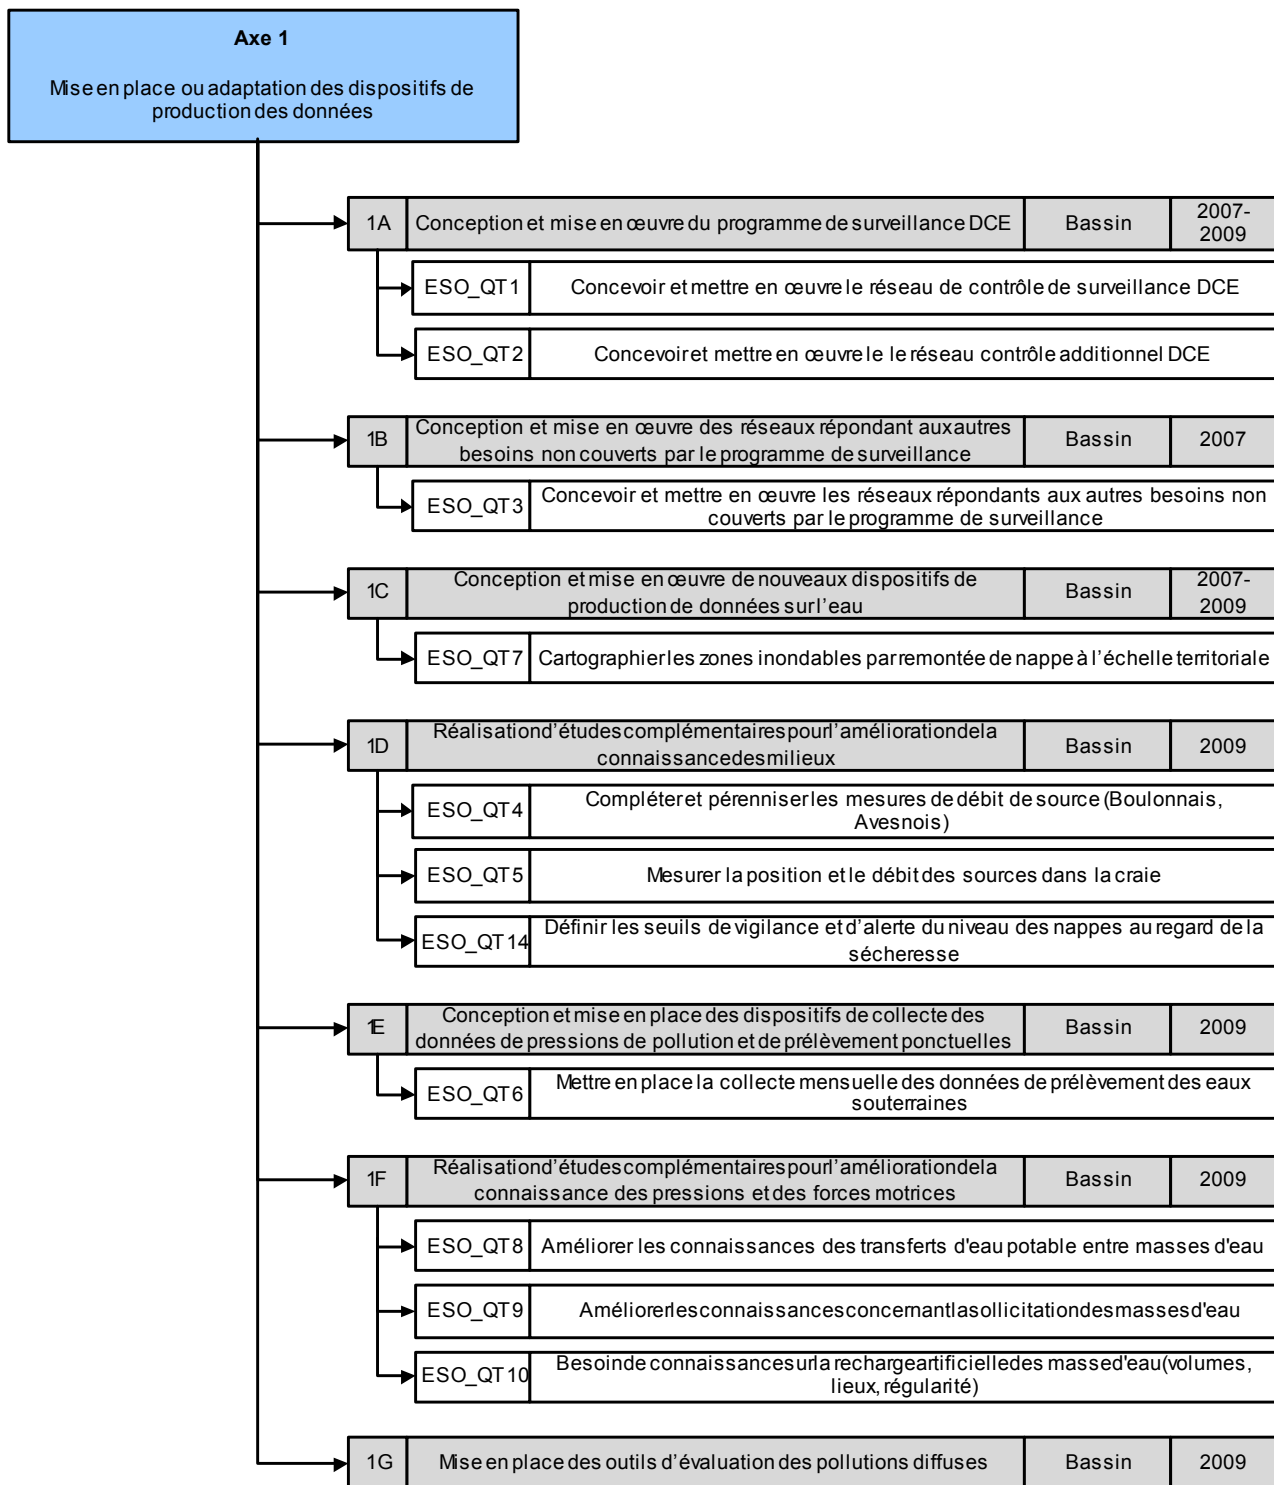 Axe 1
Mise en place ou adaptation des dispositifs de
production des données
1A
Conception et mise en œuvre du programme de surveillance DCE
Bassin
2007-
2009
ESO_QT1
Concevoir et mettre en œuvre le réseau de contrôle de surveillance DCE
ESO_QT2
Concevoir et mettre en œuvre le le réseau contrôle additionnel DCE
1B
Conception et mise en œuvre des réseaux répondant aux autres
besoins non couverts par le programme de surveillance
Bassin
2007
ESO_QT3
Concevoir et mettre en œuvre les réseaux répondants aux autres besoins non
couverts par le programme de surveillance
1C
Conception et mise en œuvre de nouveaux dispositifs de
production de données sur l'eau
Bassin
2007-
2009
ESO_QT7
Cartographier les zones inondables par remontée de nappe à l'échelle territoriale
1D
Réalisation d'études complémentaires pour l'amélioration de la
connaissance des milieux
Bassin
2009
ESO_QT4
Compléter et pérenniser les mesures de débit de source (Boulonnais,
Avesnois)
ESO_QT5
Mesurer la position et le débit des sources dans la craie
ESO_QT14
Définir les seuils de vigilance et d'alerte du niveau des nappes au regard de la
sécheresse
1E
Conception et mise en place des dispositifs de collecte des
données de pressions de pollution et de prélèvement ponctuelles
Bassin
2009
ESO_QT6
Mettre en place la collecte mensuelle des données de prélèvement des eaux
souterraines
1F
Réalisation d'études complémentaires pour l'amélioration de la
connaissance des pressions et des forces motrices
Bassin
2009
ESO_QT8
Améliorer les connaissances des transferts d'eau potable entre masses d'eau
ESO_QT9
Améliorer les connaissances concernant la sollicitation des masses d'eau
ESO_QT10
Besoin de connaissance sur la recharge artificielle des masse d'eau (volumes,
lieux, régularité)
1G
Mise en place des outils d'évaluation des pollutions diffuses
Bassin
2009